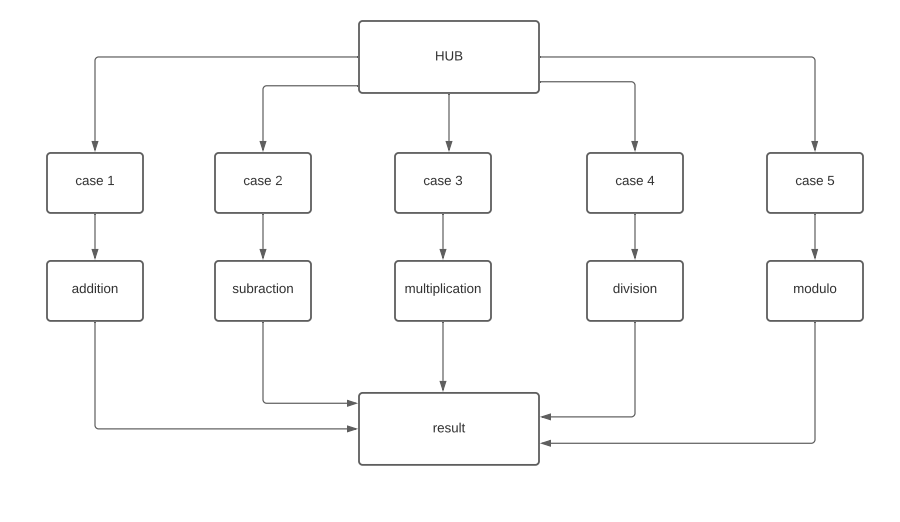 HUB
case 1
case 2
case 3
case 4
case 5
addition
subraction
multiplication
division
modulo
result